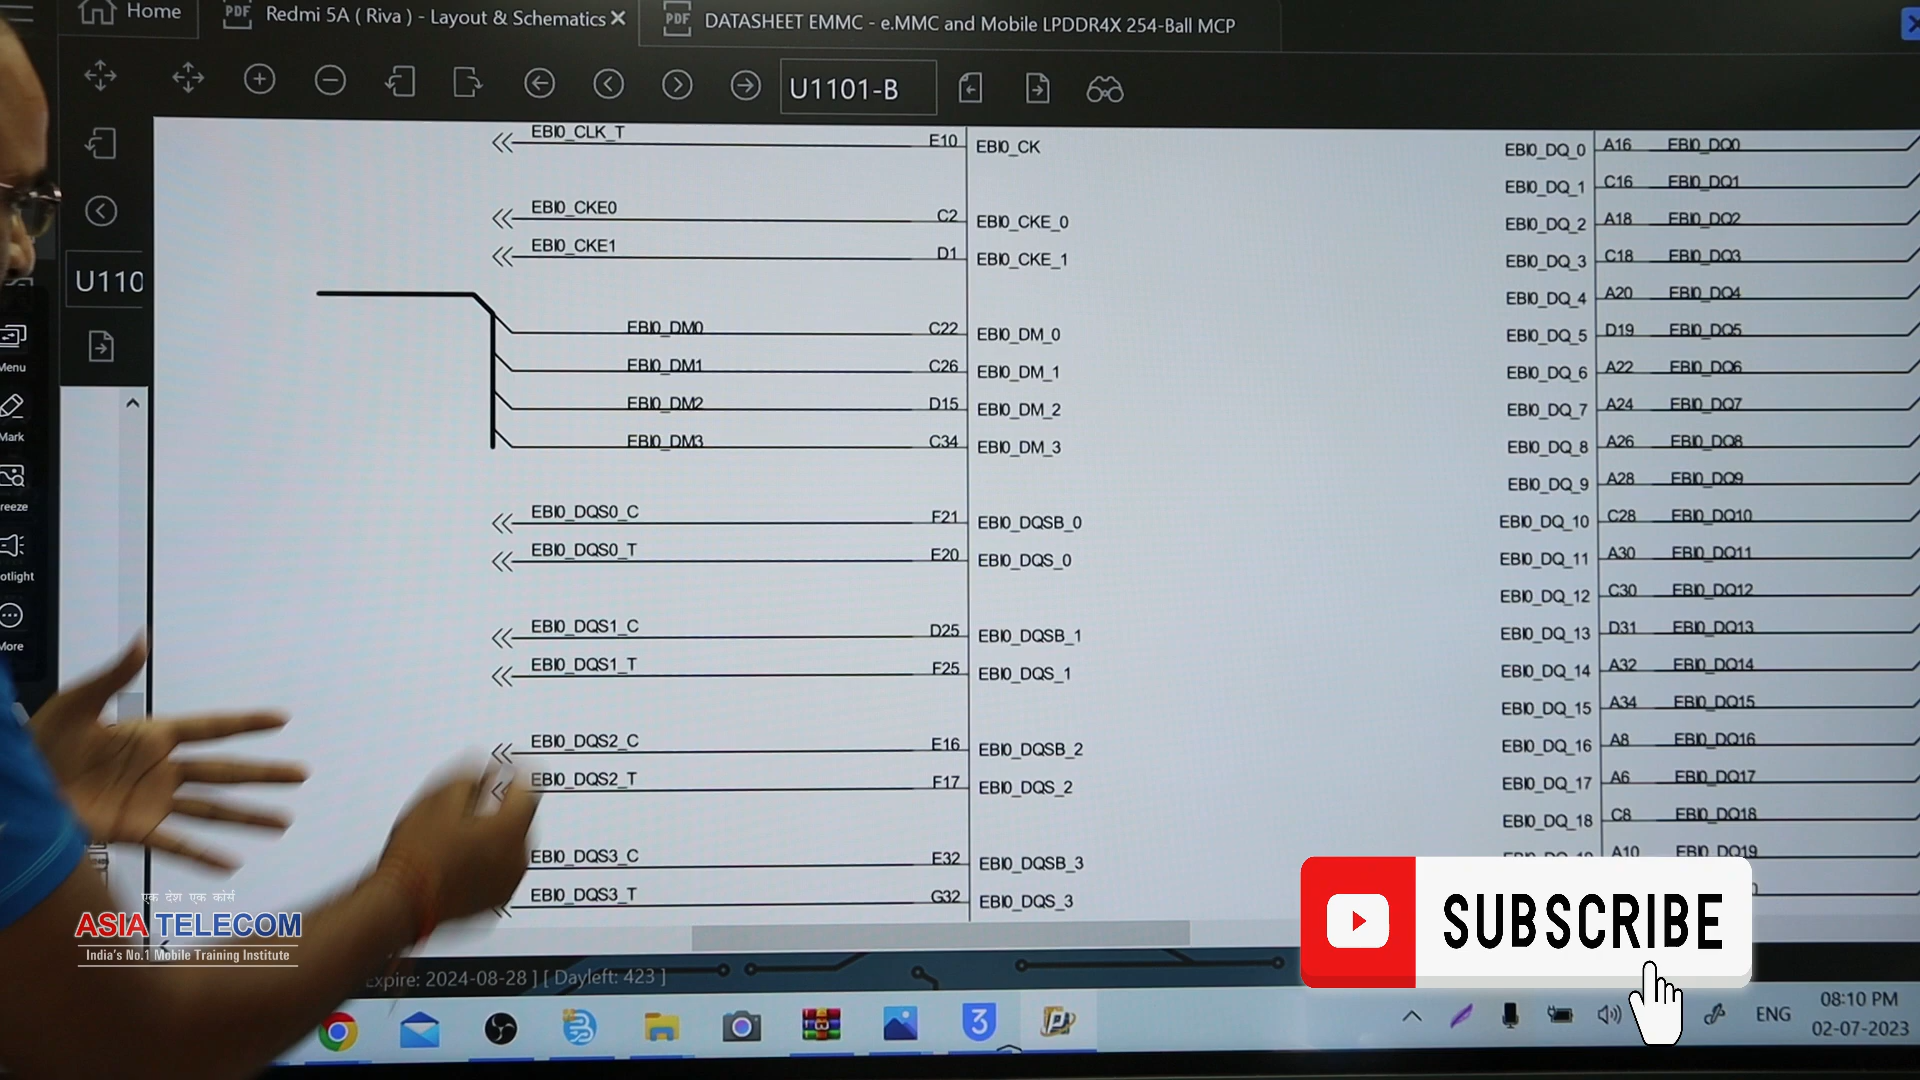 Home
Redmi 5A ( Riva ) - Layout & Schematics
DATASHEET EMMC - e.MMC and Mobile LPDDR4X 254-Ball MCP
U1101-B
U110
Menu
Mark
reeze
otlight
More
EBI0_CLK_T E10 EBI0_CK
EBI0_CKE0 C2 EBI0_CKE_0
EBI0_CKE1 D1 EBI0_CKE_1
EBI0_DM0 C22 EBI0_DM_0
EBI0_DM1 C26 EBI0_DM_1
EBI0_DM2 D15 EBI0_DM_2
EBI0_DM3 C34 EBI0_DM_3
EBI0_DQS0_C F21 EBI0_DQSB_0
EBI0_DQS0_T E20 EBI0_DQS_0
EBI0_DQS1_C D25 EBI0_DQSB_1
EBI0_DQS1_T F25 EBI0_DQS_1
EBI0_DQS2_C E16 EBI0_DQSB_2
EBI0_DQS2_T F17 EBI0_DQS_2
EBI0_DQS3_C E32 EBI0_DQSB_3
EBI0_DQS3_T G32 EBI0_DQS_3
EBI0_DQ_0 A16 EBI0_DQ0
EBI0_DQ_1 C16 EBI0_DQ1
EBI0_DQ_2 A18 EBI0_DQ2
EBI0_DQ_3 C18 EBI0_DQ3
EBI0_DQ_4 A20 EBI0_DQ4
EBI0_DQ_5 D19 EBI0_DQ5
EBI0_DQ_6 A22 EBI0_DQ6
EBI0_DQ_7 A24 EBI0_DQ7
EBI0_DQ_8 A26 EBI0_DQ8
EBI0_DQ_9 A28 EBI0_DQ9
EBI0_DQ_10 C28 EBI0_DQ10
EBI0_DQ_11 A30 EBI0_DQ11
EBI0_DQ_12 C30 EBI0_DQ12
EBI0_DQ_13 D31 EBI0_DQ13
EBI0_DQ_14 A32 EBI0_DQ14
EBI0_DQ_15 A34 EBI0_DQ15
EBI0_DQ_16 A8 EBI0_DQ16
EBI0_DQ_17 A6 EBI0_DQ17
EBI0_DQ_18 C8 EBI0_DQ18
A10 EBI0_DQ19
एक देश एक कोर्स
ASIA TELECOM
India's No.1 Mobile Training Institute
SUBSCRIBE
Expire: 2024-08-28 ] [ Dayleft: 423 ]
ENG
08:10 PM
02-07-2023